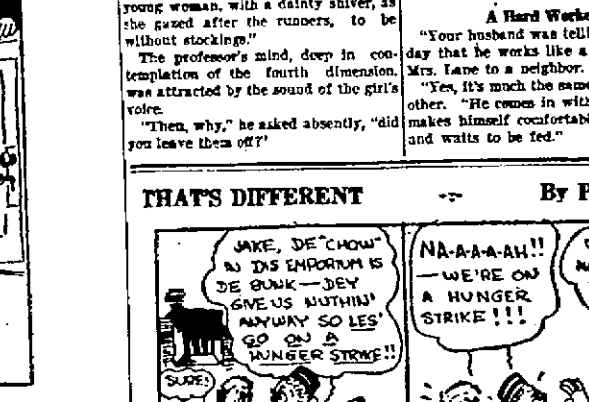 young woman, with a dainty shiver, as
she gazed after the runners, to be
without stockings."
The professor's mind, deep in con-
templation of the fourth dimension,
was attracted by the sound of the girl's
voice.
"Then, why," he asked absently, "did
you leave them off?"
A Hard Worke
"Your husband was telli
day that he works like a
Mrs. Lane to a neighbor.
"Yes, it's much the same
other. "He comes in with
makes himself comfortabl
and waits to be fed."
THAT'S DIFFERENT
By
JAKE, DE "CHOW"
IN DIS EMPORIUM IS
DE BUNK — DEY
GIVE US NUTHIN'
ANYWAY SO LES'
GO ON A
HUNGER STRIKE!!
SURE!
NA-A-A-A-AH!!
— WE'RE ON
A HUNGER
STRIKE!!!